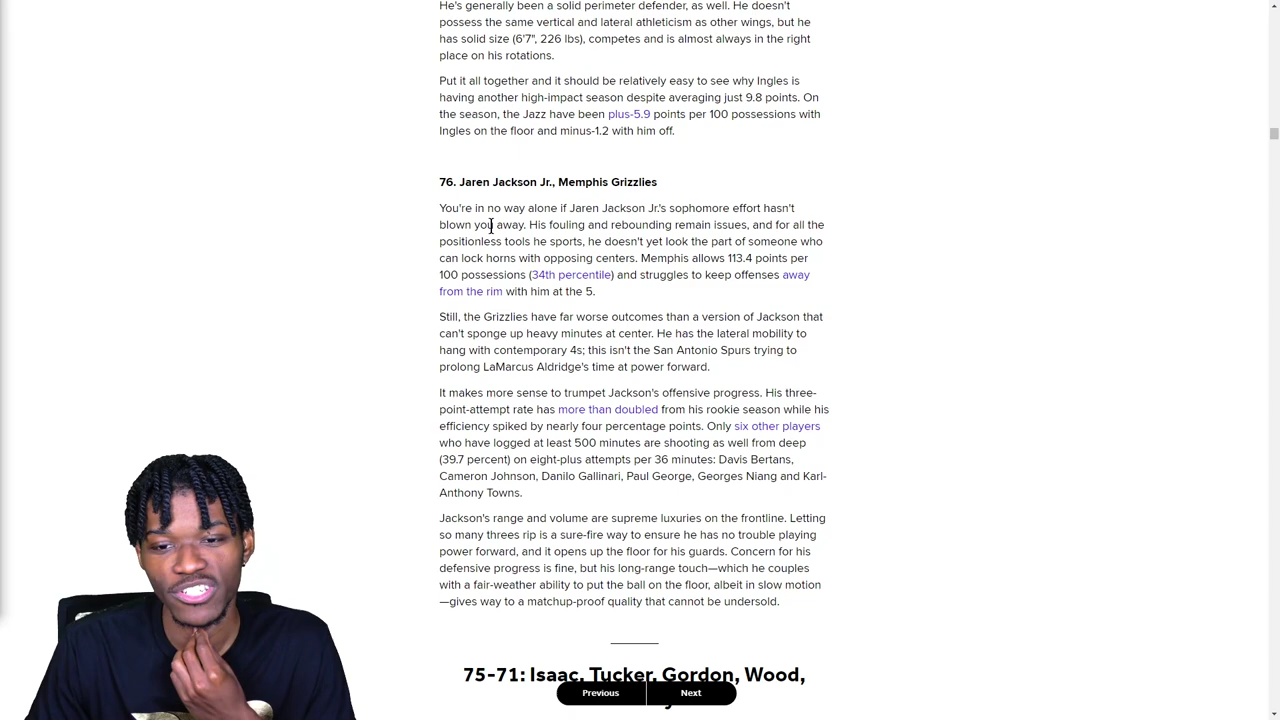 He's generally been a solid perimeter defender, as well. He doesn't
possess the same vertical and lateral athleticism as other wings, but he
has solid size (6'7", 226 lbs), competes and is almost always in the right
place on his rotations.
Put it all together and it should be relatively easy to see why Ingles is
having another high-impact season despite averaging just 9.8 points. On
the season, the Jazz have been plus-5.9 points per 100 possessions with
Ingles on the floor and minus-1.2 with him off.
76. Jaren Jackson Jr., Memphis Grizzlies
You're in no way alone if Jaren Jackson Jr.'s sophomore effort hasn't
blown you away. His fouling and rebounding remain issues, and for all the
positionless tools he sports, he doesn't yet look the part of someone who
can lock horns with opposing centers. Memphis allows 113.4 points per
100 possessions (34th percentile) and struggles to keep offenses away
from the rim with him at the 5.
Still, the Grizzlies have far worse outcomes than a version of Jackson that
can't sponge up heavy minutes at center. He has the lateral mobility to
hang with contemporary 4s; this isn't the San Antonio Spurs trying to
prolong LaMarcus Aldridge's time at power forward.
It makes more sense to trumpet Jackson's offensive progress. His three-
point-attempt rate has more than doubled from his rookie season while his
efficiency spiked by nearly four percentage points. Only six other players
who have logged at least 500 minutes are shooting as well from deep
(39.7 percent) on eight-plus attempts per 36 minutes: Davis Bertans,
Cameron Johnson, Danilo Gallinari, Paul George, Georges Niang and Karl-
Anthony Towns.
Jackson's range and volume are supreme luxuries on the frontline. Letting
so many threes rip is a sure-fire way to ensure he has no trouble playing
power forward, and it opens up the floor for his guards. Concern for his
defensive progress is fine, but his long-range touch—which he couples
with a fair-weather ability to put the ball on the floor, albeit in slow motion
—gives way to a matchup-proof quality that cannot be undersold.
75-71: Isaac, Tucker, Gordon, Wood,
Previous
Next